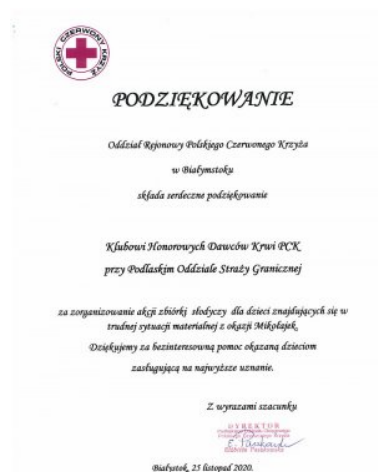 POLSKI CZERWONY KRZYŻ
PODZIĘKOWANIE
Oddział Rejonowy Polskiego Czerwonego Krzyża
w Białymstoku
składa serdeczne podziękowanie
Klubowi Honorowych Dawców Krwi PCK
przy Podlaskim Oddziale Straży Granicznej
za zorganizowanie akcji zbiórki słodyczy dla dzieci znajdujących się w
trudnej sytuacji materialnej z okazji Mikołajek.
Dziękujemy za bezinteresowną pomoc okazaną dzieciom
zasługującą na najwyższe uznanie.
Z wyrazami szacunku
DYREKTOR
Białystok, 25 listopad 2020.